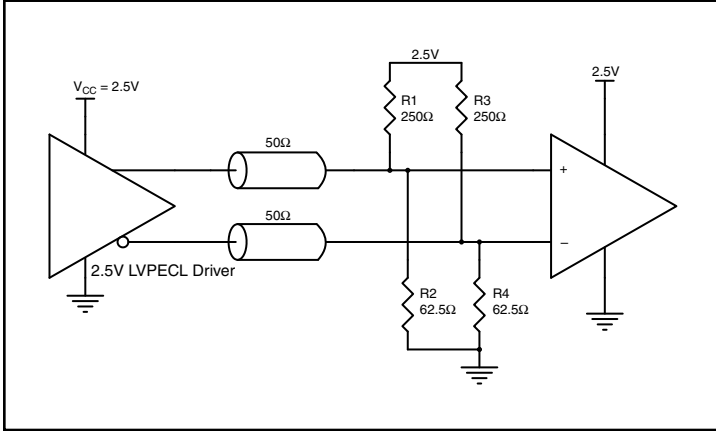 2.5V
V_CC = 2.5V
2.5V
R1
250Ω
R3
250Ω
50Ω
+
50Ω
−
2.5V LVPECL Driver
R2
62.5Ω
R4
62.5Ω